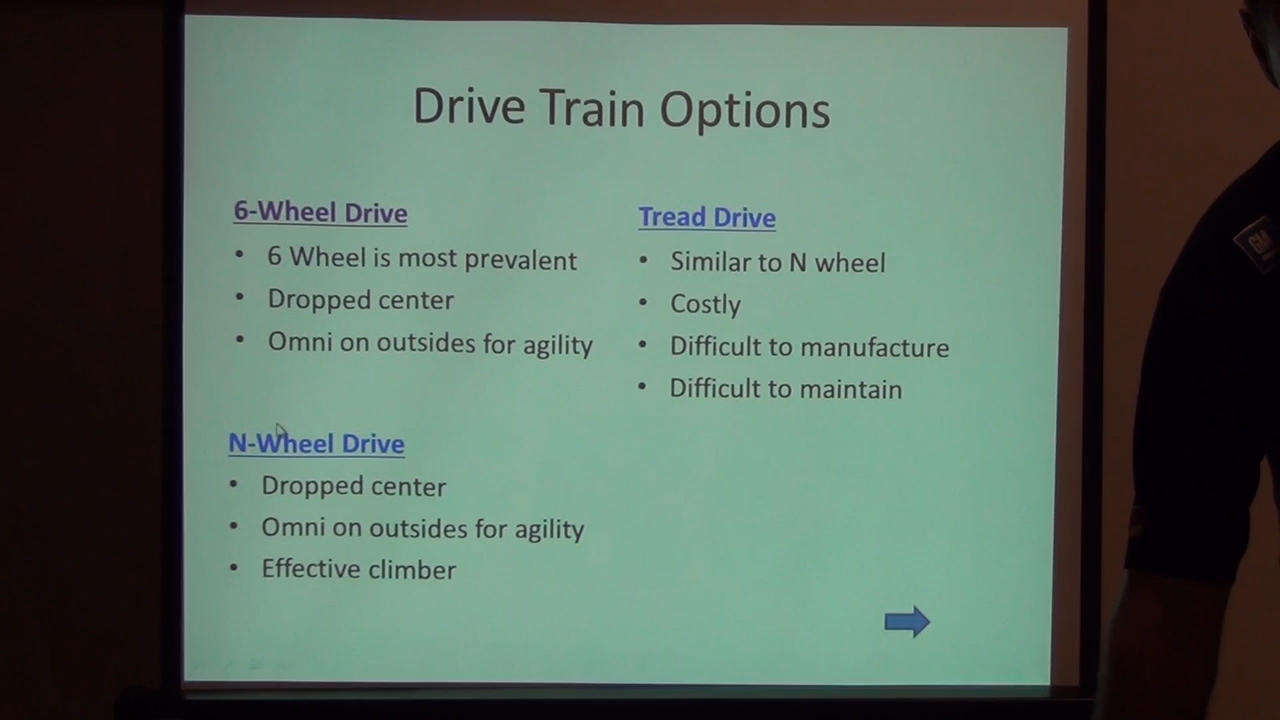 Drive Train Options
6-Wheel Drive
• 6 Wheel is most prevalent
• Dropped center
• Omni on outsides for agility
N-Wheel Drive
• Dropped center
• Omni on outsides for agility
• Effective climber
Tread Drive
• Similar to N wheel
• Costly
• Difficult to manufacture
• Difficult to maintain
GM